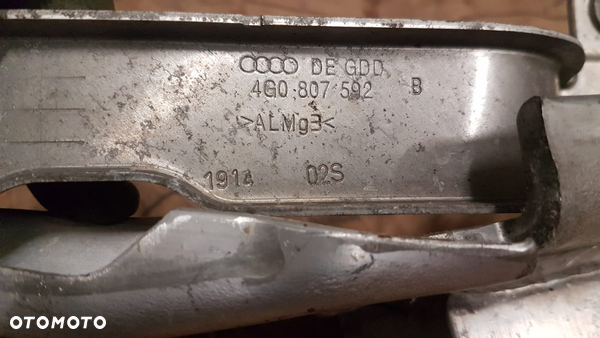 DE GDD
4G0 807 592 B
>ALMg3<
1914 02S
OTOMOTO